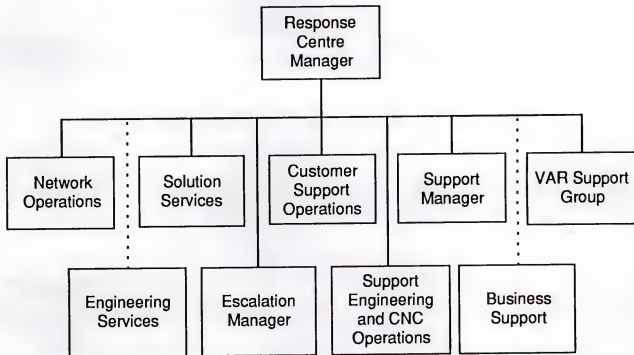 Response
Centre
Manager
Network
Operations
Solution
Services
Customer
Support
Operations
Support
Manager
VAR Support
Group
Engineering
Services
Escalation
Manager
Support
Engineering
and CNC
Operations
Business
Support